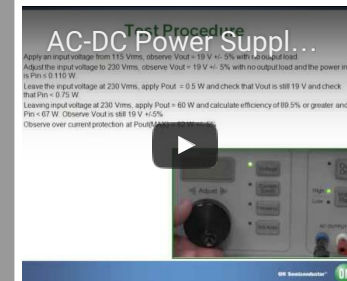 Test Procedure
AC-DC Power Suppl...
Apply an input voltage from 115 Vrms, observe Vout = 19 V +/- 5% with no output load.
Adjust the input voltage to 230 Vrms, observe Vout = 19 V +/- 5% with no output load and the power in
is Pin ≤ 0.110 W.
Leave the input voltage at 230 Vrms, apply Pout = 0.5 W and check that Vout is still 19 V and check
that Pin < 0.75 W.
Leaving input voltage at 230 Vrms, apply Pout = 60 W and calculate efficiency of 89.5% or greater and
Pin < 67 W. Observe Vout is still 19 V +/-5%
Observe over current protection at Pout(MAX)
Adjust
High
Low
ON Semiconductor
ON